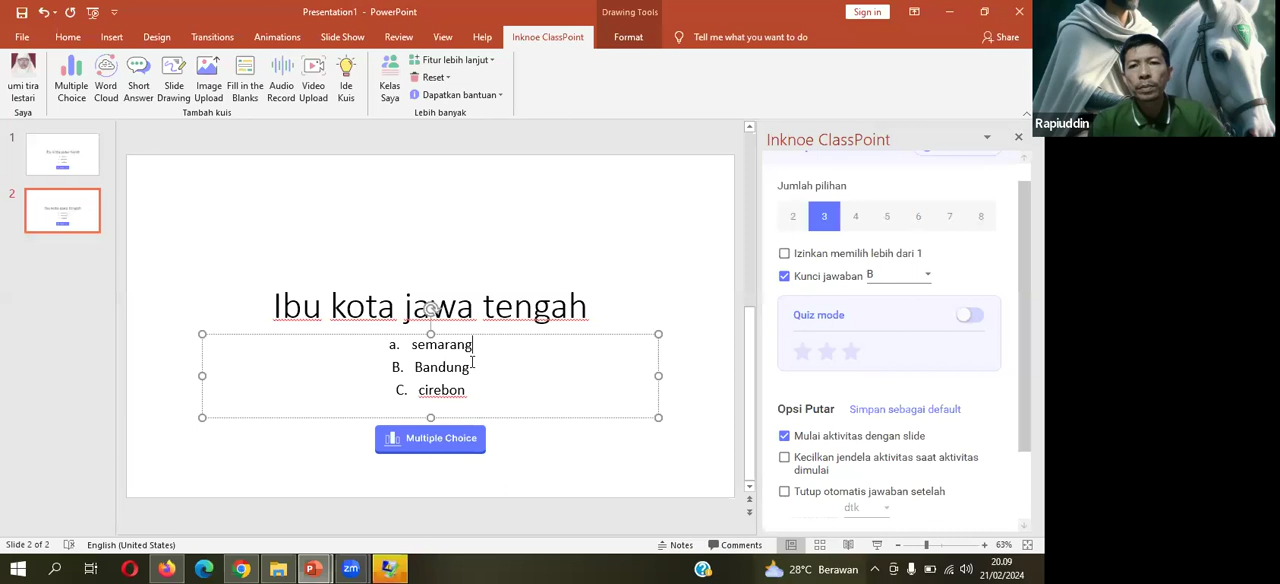 Presentation1 - PowerPoint
Drawing Tools
Sign in
File Home Insert Design Transitions Animations Slide Show Review View Help Inknoe ClassPoint Format Tell me what you want to do Share
umi tira lestari
Multiple Choice
Word Cloud
Short Answer
Slide Drawing
Image Upload
Fill in the Blanks
Audio Record
Video Upload
Ide Kuis
Kelas Saya
Fitur lebih lanjut
Reset
Dapatkan bantuan
Saya
Tambah kuis
Lebih banyak
Rapiuddin
1
2
Ibu kota jawa tengah
a. semarang
B. Bandung
C. cirebon
Multiple Choice
Inknoe ClassPoint
Jumlah pilihan
2 3 4 5 6 7 8
Izinkan memilih lebih dari 1
Kunci jawaban B
Quiz mode
Opsi Putar Simpan sebagai default
Mulai aktivitas dengan slide
Kecilkan jendela aktivitas saat aktivitas
dimulai
Tutup otomatis jawaban setelah
dtk
Slide 2 of 2 English (United States) Notes Comments 63%
zm
28°C Berawan
20.09
21/02/2024